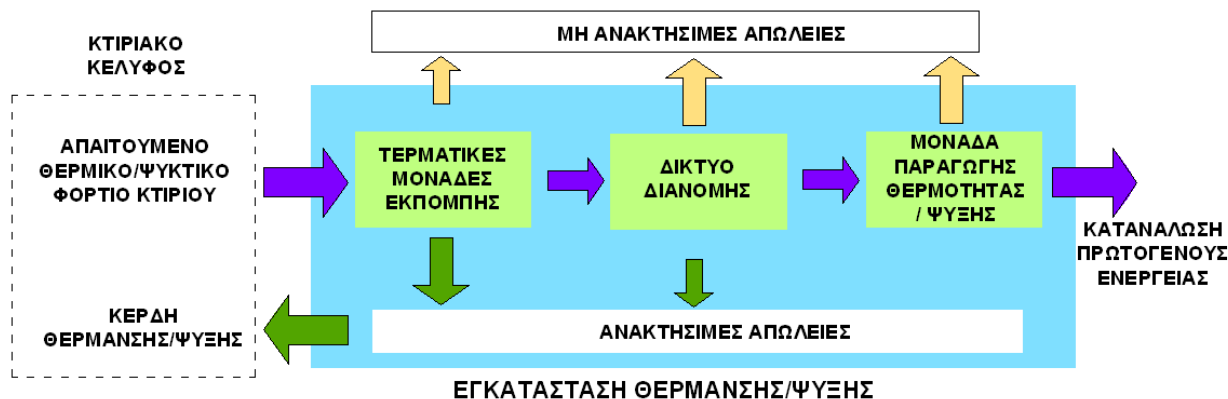 ΜΗ ΑΝΑΚΤΗΣΙΜΕΣ ΑΠΩΛΕΙΕΣ
ΚΤΙΡΙΑΚΟ
ΚΕΛΥΦΟΣ
ΑΠΑΙΤΟΥΜΕΝΟ
ΘΕΡΜΙΚΟ/ΨΥΚΤΙΚΟ
ΦΟΡΤΙΟ ΚΤΙΡΙΟΥ
ΤΕΡΜΑΤΙΚΕΣ
ΜΟΝΑΔΕΣ
ΕΚΠΟΜΠΗΣ
ΔΙΚΤΥΟ
ΔΙΑΝΟΜΗΣ
ΜΟΝΑΔΑ
ΠΑΡΑΓΩΓΗΣ
ΘΕΡΜΟΤΗΤΑΣ
/ ΨΥΞΗΣ
ΚΑΤΑΝΑΛΩΣΗ
ΠΡΩΤΟΓΕΝΟΥΣ
ΕΝΕΡΓΕΙΑΣ
ΚΕΡΔΗ
ΘΕΡΜΑΝΣΗΣ/ΨΥΞΗΣ
ΑΝΑΚΤΗΣΙΜΕΣ ΑΠΩΛΕΙΕΣ
ΕΓΚΑΤΑΣΤΑΣΗ ΘΕΡΜΑΝΣΗΣ/ΨΥΞΗΣ